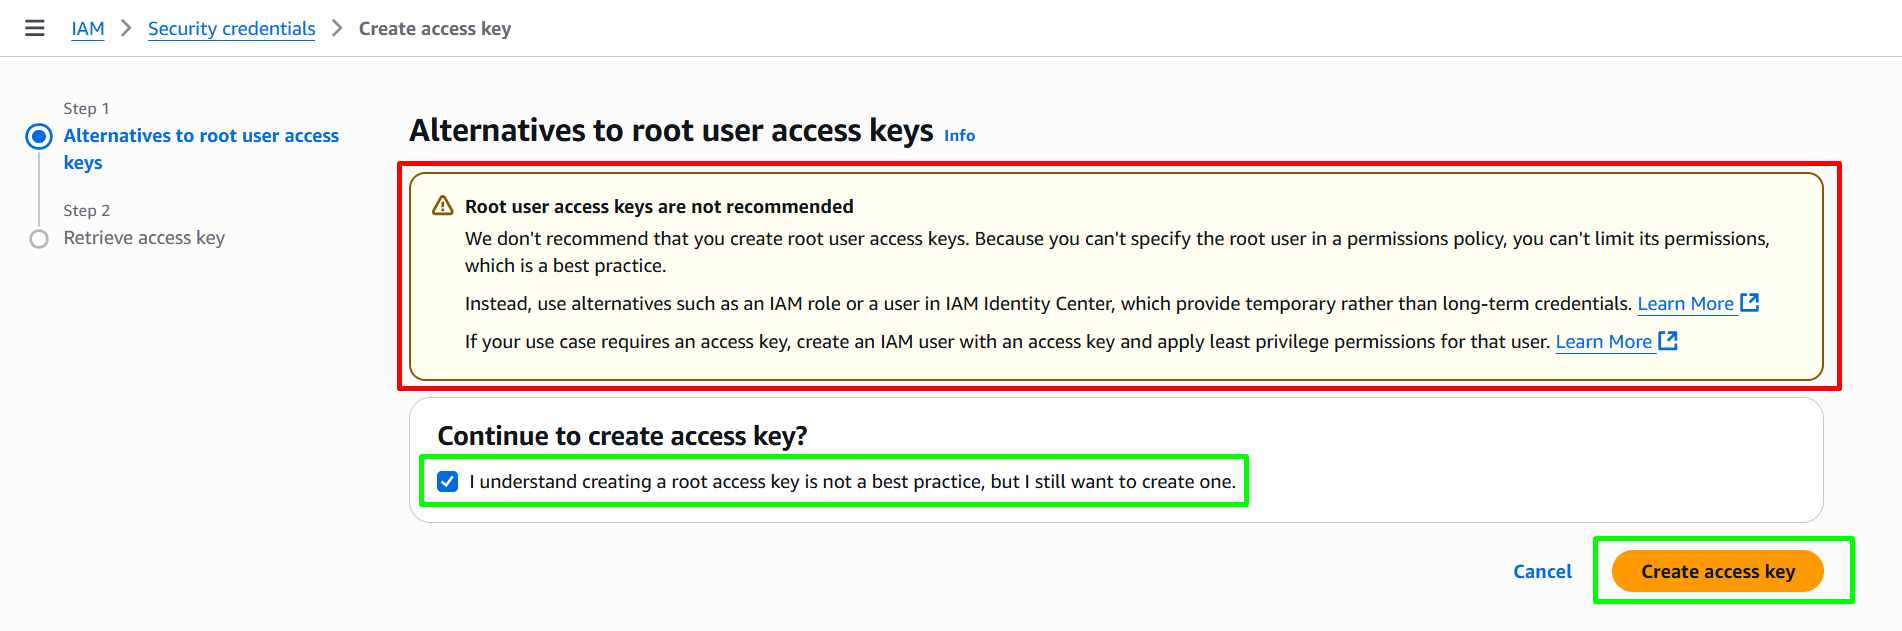 IAM > Security credentials > Create access key
Step 1
Alternatives to root user access
keys
Step 2
Retrieve access key
Alternatives to root user access keys Info
Root user access keys are not recommended
We don't recommend that you create root user access keys. Because you can't specify the root user in a permissions policy, you can't limit its permissions,
which is a best practice.
Instead, use alternatives such as an IAM role or a user in IAM Identity Center, which provide temporary rather than long-term credentials. Learn More
If your use case requires an access key, create an IAM user with an access key and apply least privilege permissions for that user. Learn More
Continue to create access key?
I understand creating a root access key is not a best practice, but I still want to create one.
Cancel Create access key